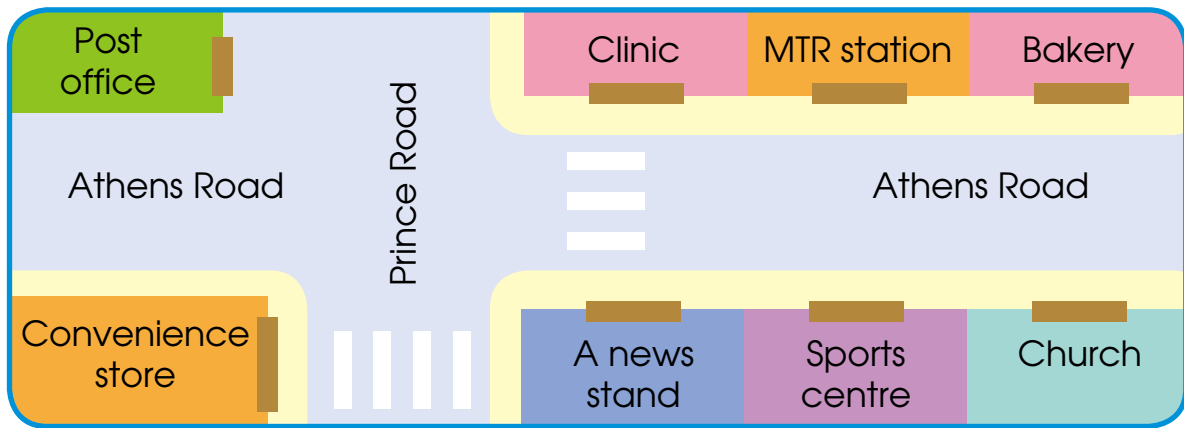 Post
office
Clinic
MTR station
Bakery
Athens Road
Prince Road
Athens Road
Convenience
store
A news
stand
Sports
centre
Church